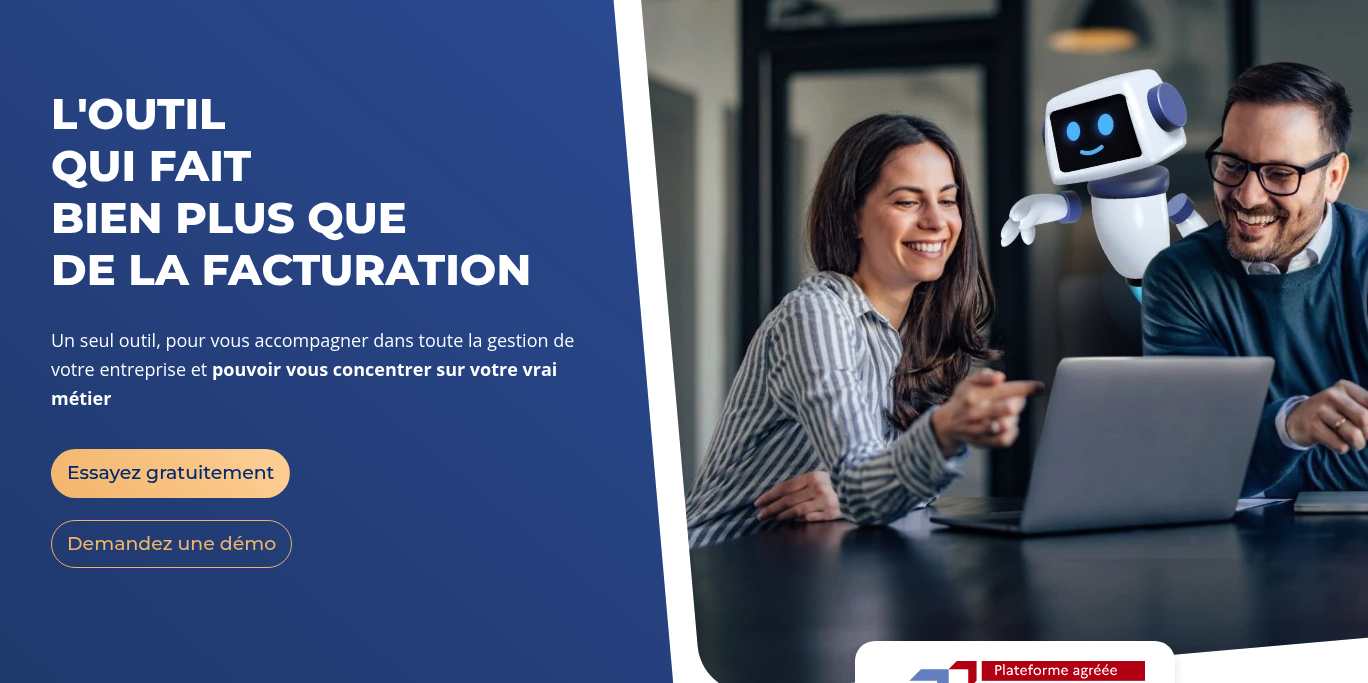 L'OUTIL
QUI FAIT
BIEN PLUS QUE
DE LA FACTURATION
Un seul outil, pour vous accompagner dans toute la gestion de
votre entreprise et pouvoir vous concentrer sur votre vrai
métier
Essayez gratuitement
Demandez une démo
Plateforme agréée